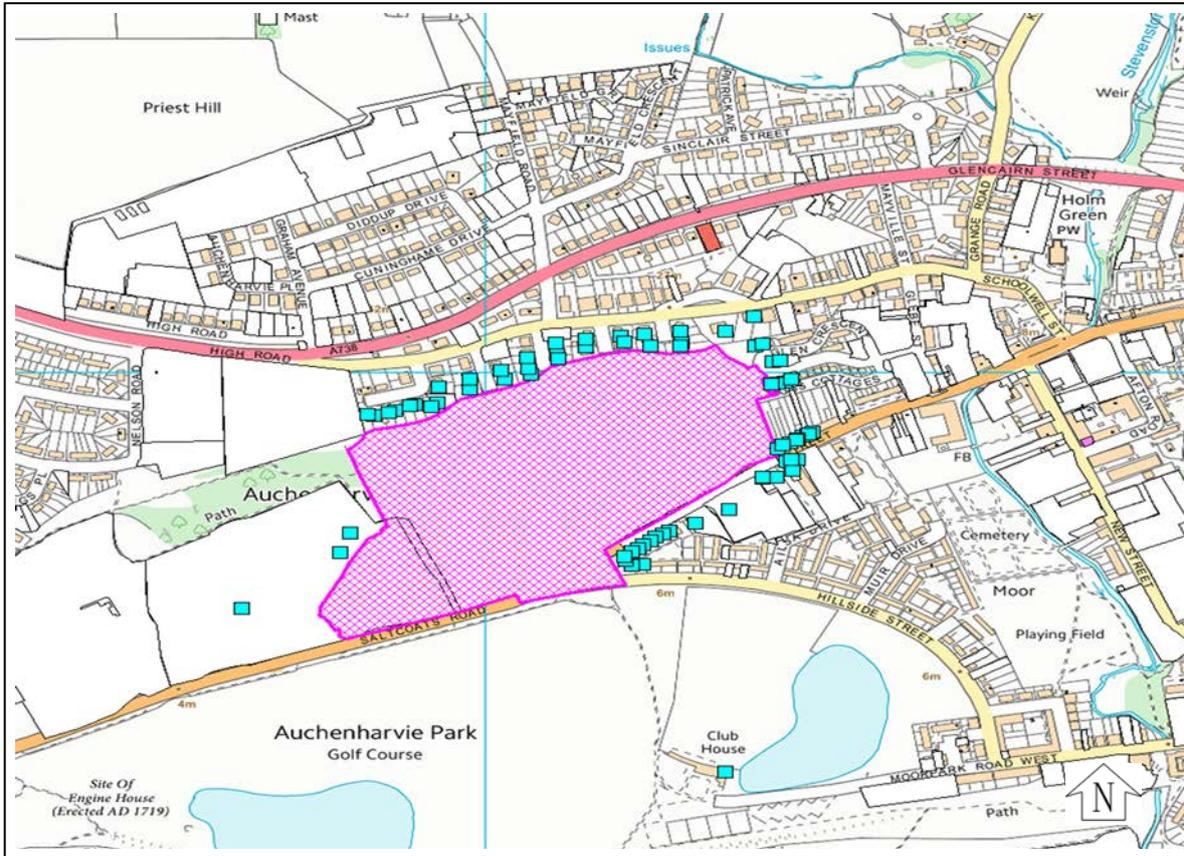 Mast
Issues
Stevenston
Weir
Priest Hill
MAYFIELD ROAD
MAYFIELD CRESCENT
PATRICK AVE
SINCLAIR STREET
GLENCAIRN STREET
Holm
Green
PW
DIDDUP DRIVE
GRAHAM AVENUE
CUNINGHAME DRIVE
MAYVILLE ST
GRANGE ROAD
SCHOOLWELL ST
HIGH ROAD
HIGH ROAD
A738
8m
CRESCENT
COTTAGES
NELSON ROAD
AFTON ROAD
FB
Path
AILSA DRIVE
MUIR DRIVE
Cemetery
NEW STREET
Moor
6m
HILLSIDE STREET
Playing Field
SALTCOATS ROAD
4m
6m
Auchenharvie Park
Golf Course
Club
House
MOORPARK ROAD WEST
Site Of
Engine House
(Erected AD 1719)
Path
N